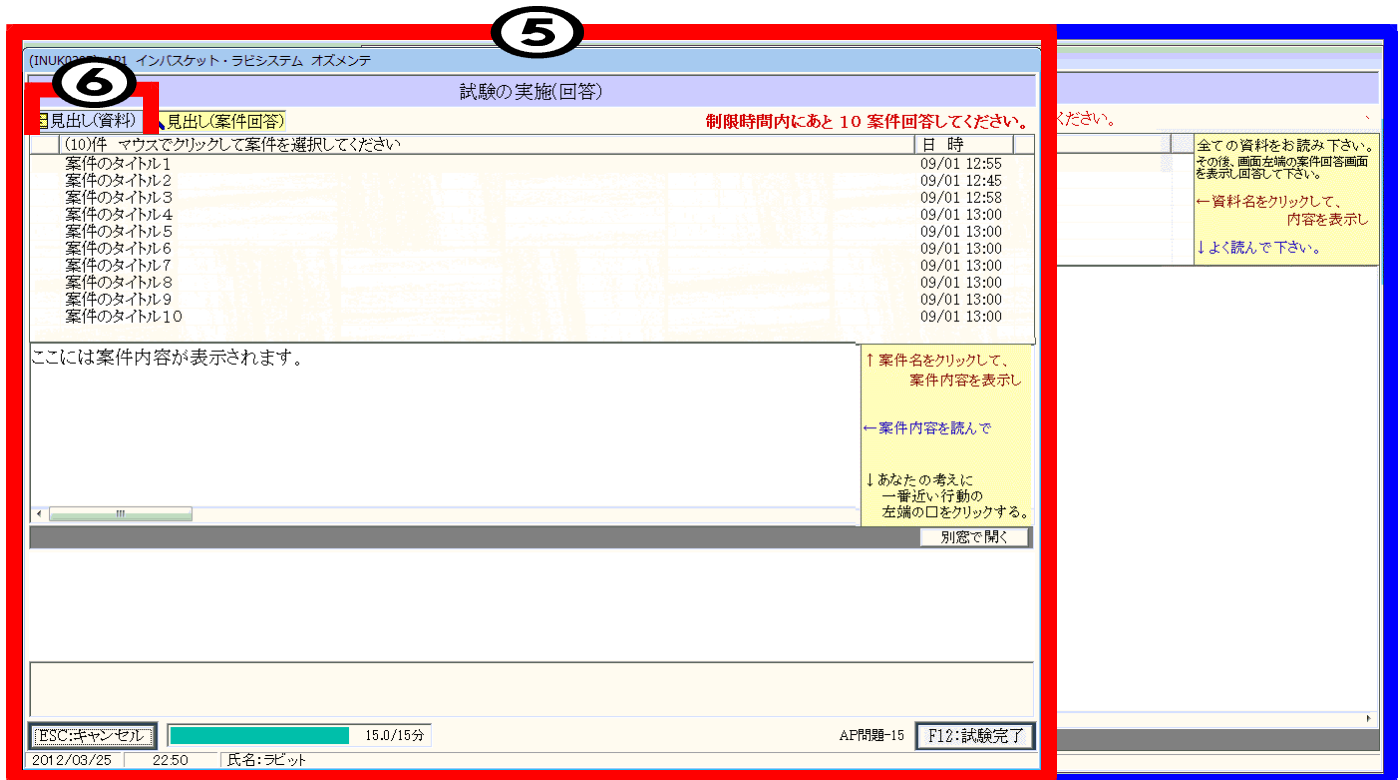 ⑤
(INUK0 AP1 インバスケット・ラビシステム オズメンテ
⑥
試験の実施(回答)
見出し(資料)
見出し(案件回答)
制限時間内にあと 10 案件回答してください。
(10)件 マウスでクリックして案件を選択してください
日 時
案件のタイトル1
09/01 12:55
案件のタイトル2
09/01 12:45
案件のタイトル3
09/01 12:58
案件のタイトル4
09/01 13:00
案件のタイトル5
09/01 13:00
案件のタイトル6
09/01 13:00
案件のタイトル7
09/01 13:00
案件のタイトル8
09/01 13:00
案件のタイトル9
09/01 13:00
案件のタイトル10
09/01 13:00
ここには案件内容が表示されます。
↑案件名をクリックして、
案件内容を表示し
←案件内容を読んで
↓あなたの考えに
一番近い行動の
左端の口をクリックする。
別窓で開く
ESC:キャンセル
15.0/15分
AP問題-15
F12:試験完了
2012/03/25
22:50
氏名:ラビット
ください。
全ての資料をお読み下さい。
その後、画面左端の案件回答画面
を表示し回答して下さい。
←資料名をクリックして、
内容を表示し
↓よく読んで下さい。